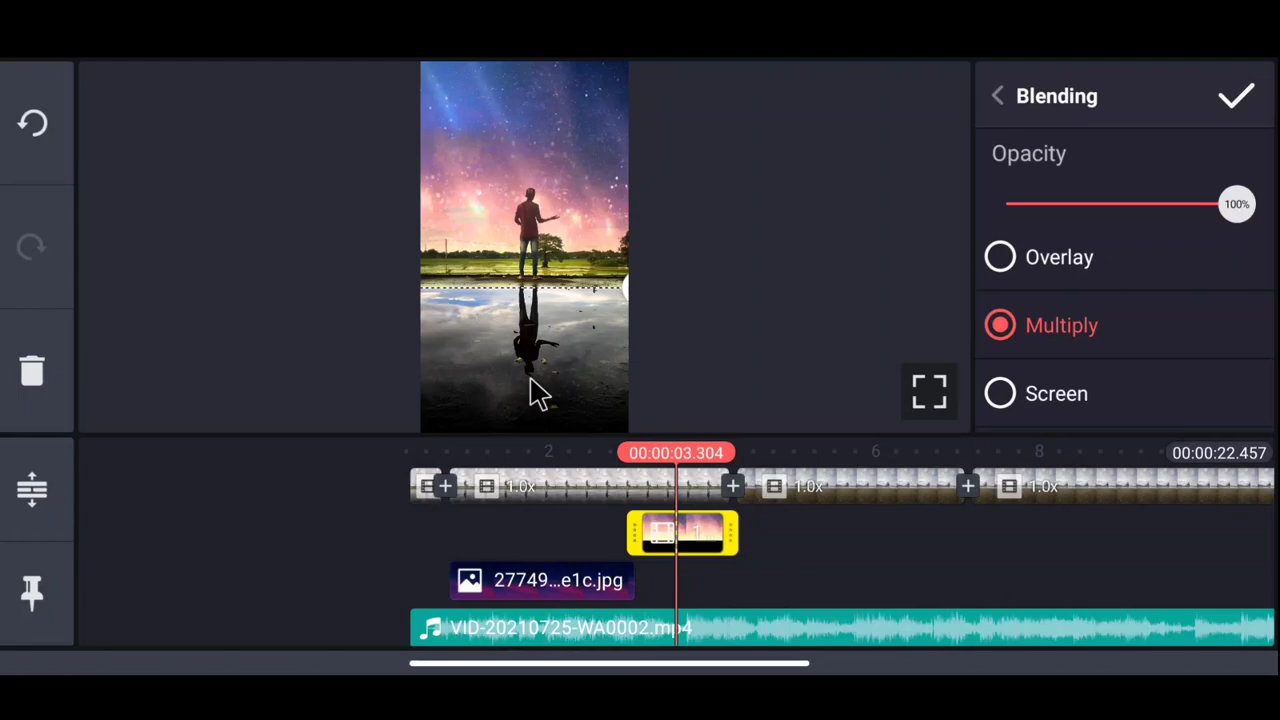 Blending
Opacity
100%
Overlay
Multiply
Screen
2
00:00:03.304
6
8
00:00:22.457
1.0x
1.0x
1.0x
1
27749...e1c.jpg
VID-20210725-WA0002.mp4